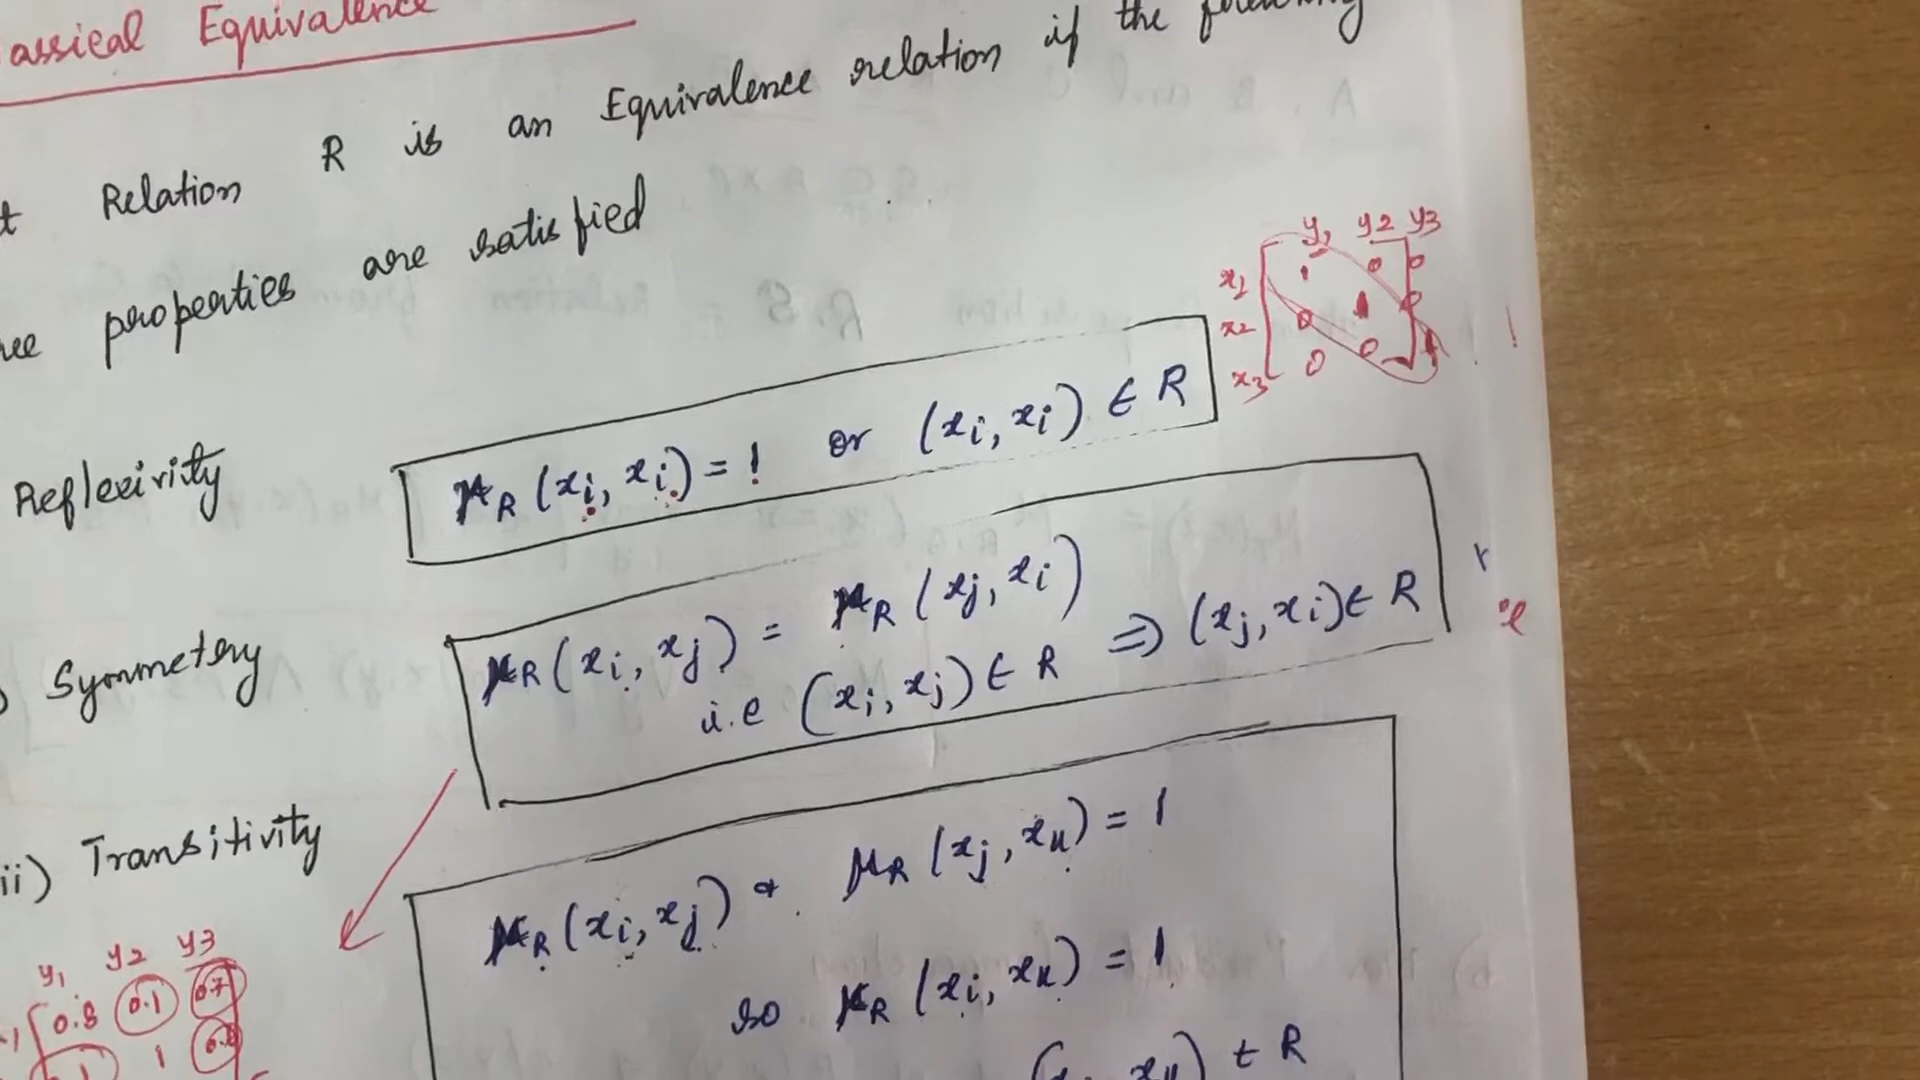 assical Equivalence
t Relation R is an Equivalence relation if the following
properties are satisfied
y1 y2 y3
x1 1 0 0
x2 0 1 0
x3 0 0 1
Reflexivity μR (xi, xi) = 1 or (xi, xi) ∈ R
Symmetery μR (xi, xj) = μR (xj, xi)
i.e (xi, xj) ∈ R ⇒ (xj, xi) ∈ R
ii) Transitivity
μR (xi, xj) & μR (xj, xk) = 1
so μR (xi, xk) = 1
∈ R
y1 y2 y3
0.8 0.1 0.7
1